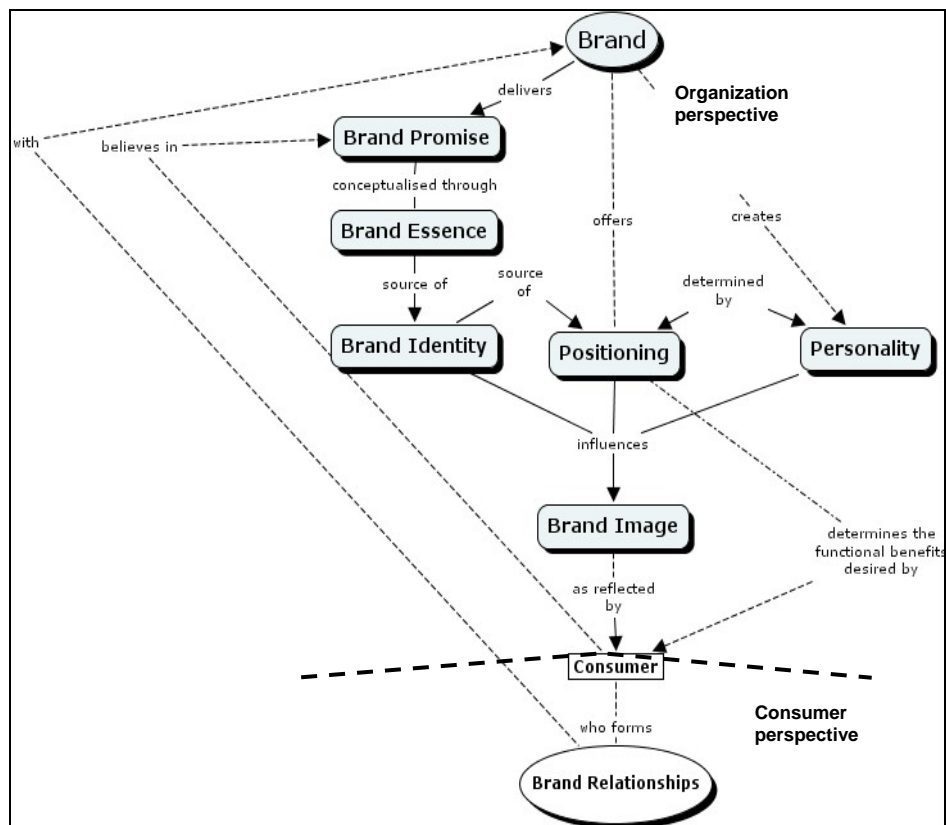 Brand
Organization
perspective
delivers
with
believes in
Brand Promise
conceptualised through
Brand Essence
offers
creates
source of
source
of
determined
by
Brand Identity
Positioning
Personality
influences
Brand Image
determines the
functional benefits
desired by
as reflected
by
Consumer
Consumer
perspective
who forms
Brand Relationships